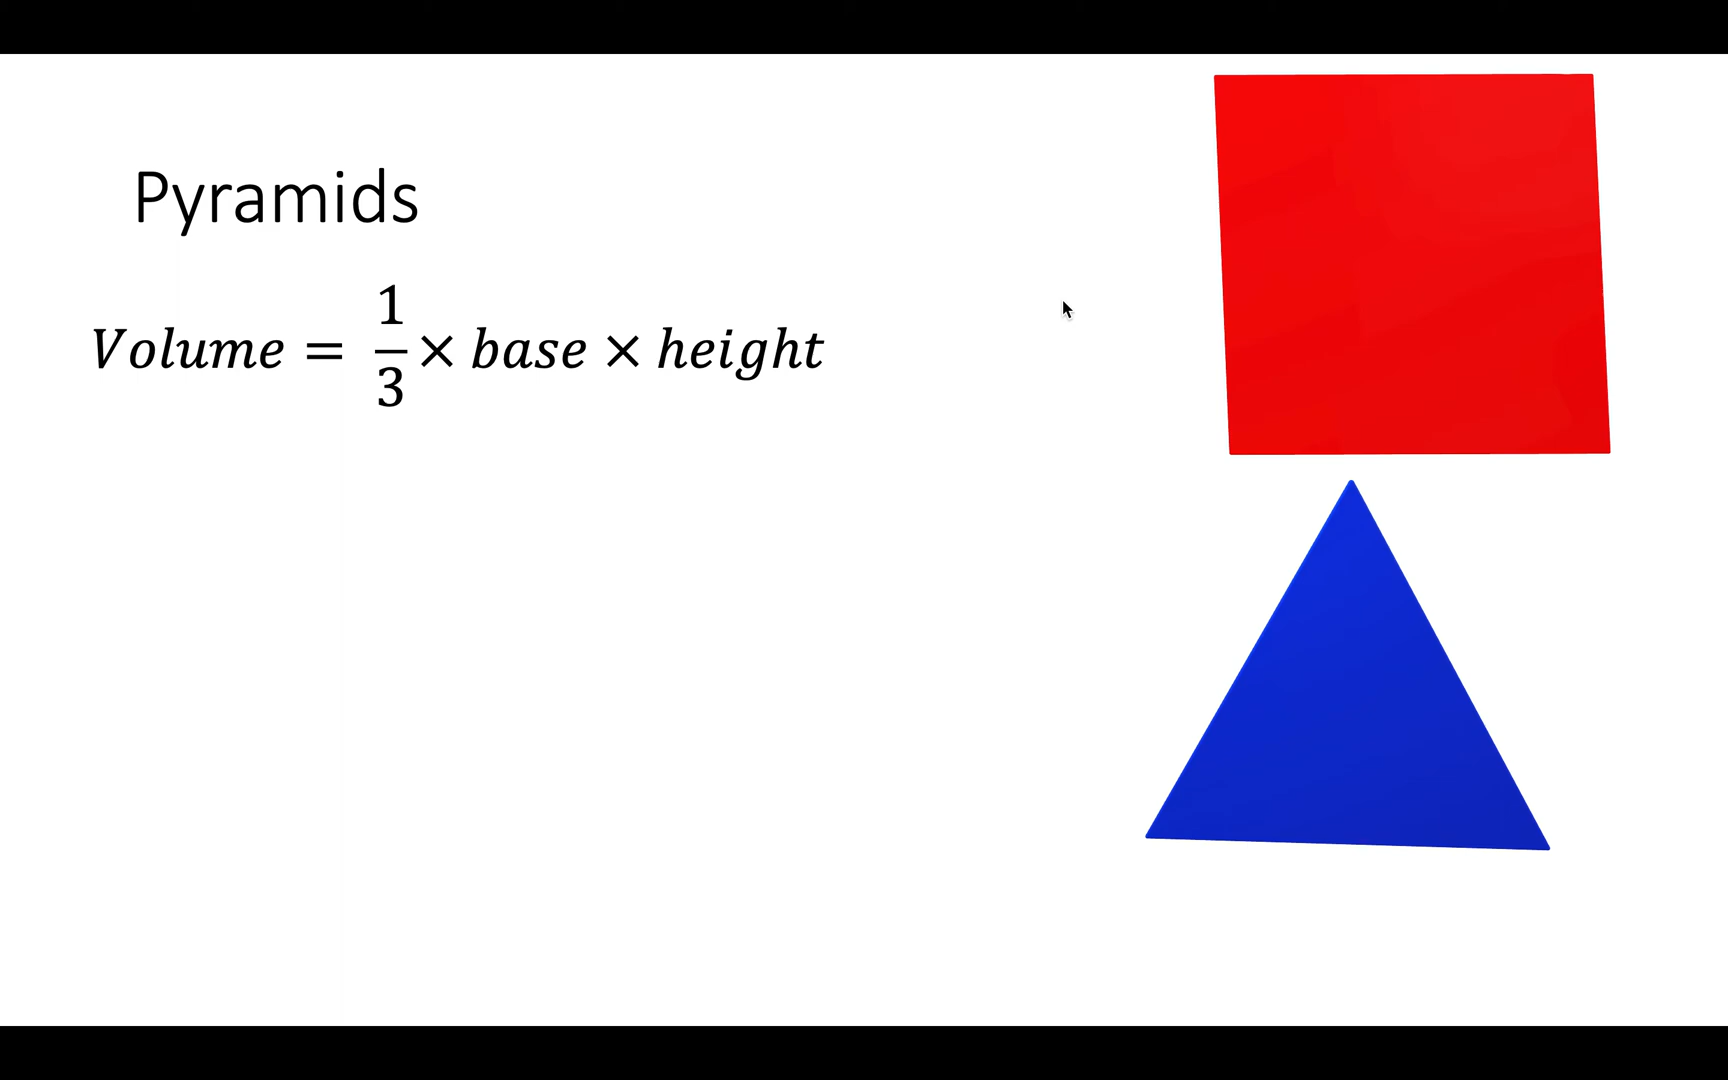 Pyramids
Volume = 1/3 × base × height